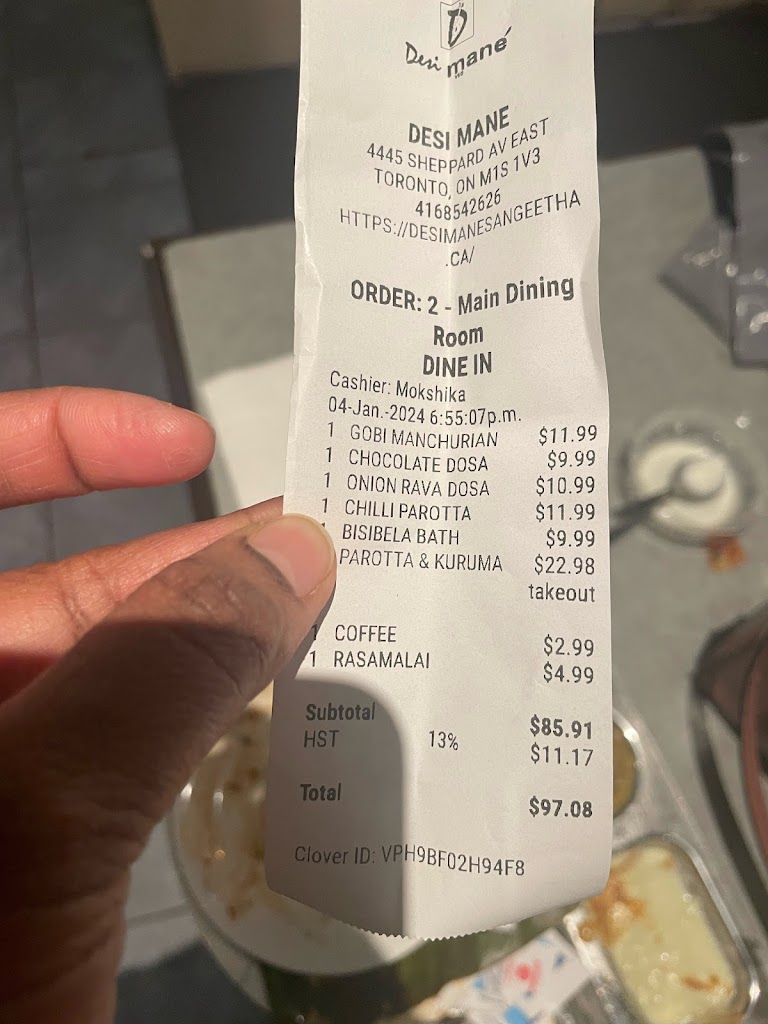 Desi mané
DESI MANE
4445 SHEPPARD AV EAST
TORONTO, ON M1S 1V3
4168542626
HTTPS://DESIMANESANGEETHA
.CA/
ORDER: 2 - Main Dining
Room
DINE IN
Cashier: Mokshika
04-Jan.-2024 6:55:07p.m.
1 GOBI MANCHURIAN $11.99
1 CHOCOLATE DOSA $9.99
1 ONION RAVA DOSA $10.99
1 CHILLI PAROTTA $11.99
1 BISIBELA BATH $9.99
PAROTTA & KURUMA $22.98
takeout
1 COFFEE $2.99
1 RASAMALAI $4.99
Subtotal $85.91
HST 13% $11.17
Total $97.08
Clover ID: VPH9BF02H94F8